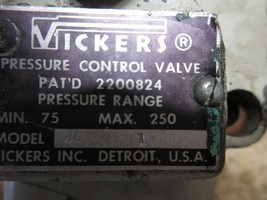 VICKERS®
PRESSURE CONTROL VALVE
PAT'D 2200824
PRESSURE RANGE
MIN. 75 MAX. 250
MODEL
VICKERS INC. DETROIT, U.S.A.